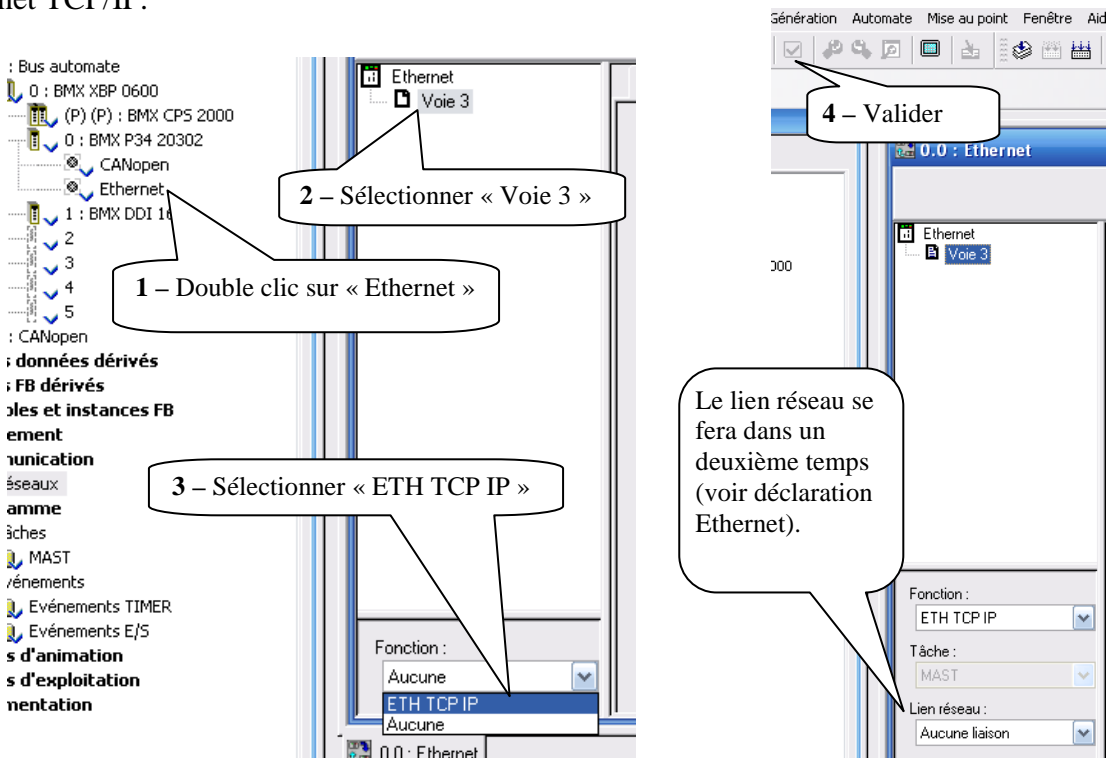 net TCP/IP.
: Bus automate
0 : BMX XBP 0600
(P) (P) : BMX CPS 2000
0 : BMX P34 20302
CANopen
Ethernet
1 : BMX DDI 16
2
3
4
5
: CANopen
s données dérivés
s FB dérivés
bles et instances FB
ement
munication
éseaux
amme
âches
MAST
vénements
Evénements TIMER
Evénements E/S
s d'animation
s d'exploitation
mentation
1 – Double clic sur « Ethernet »
Ethernet
Voie 3
2 – Sélectionner « Voie 3 »
3 – Sélectionner « ETH TCP IP »
Fonction :
Aucune
ETH TCP IP
Aucune
0.0 : Ethernet
Génération Automate Mise au point Fenêtre Aid
4 – Valider
0.0 : Ethernet
Ethernet
Voie 3
000
Le lien réseau se
fera dans un
deuxième temps
(voir déclaration
Ethernet).
Fonction :
ETH TCP IP
Tâche :
MAST
Lien réseau :
Aucune liaison